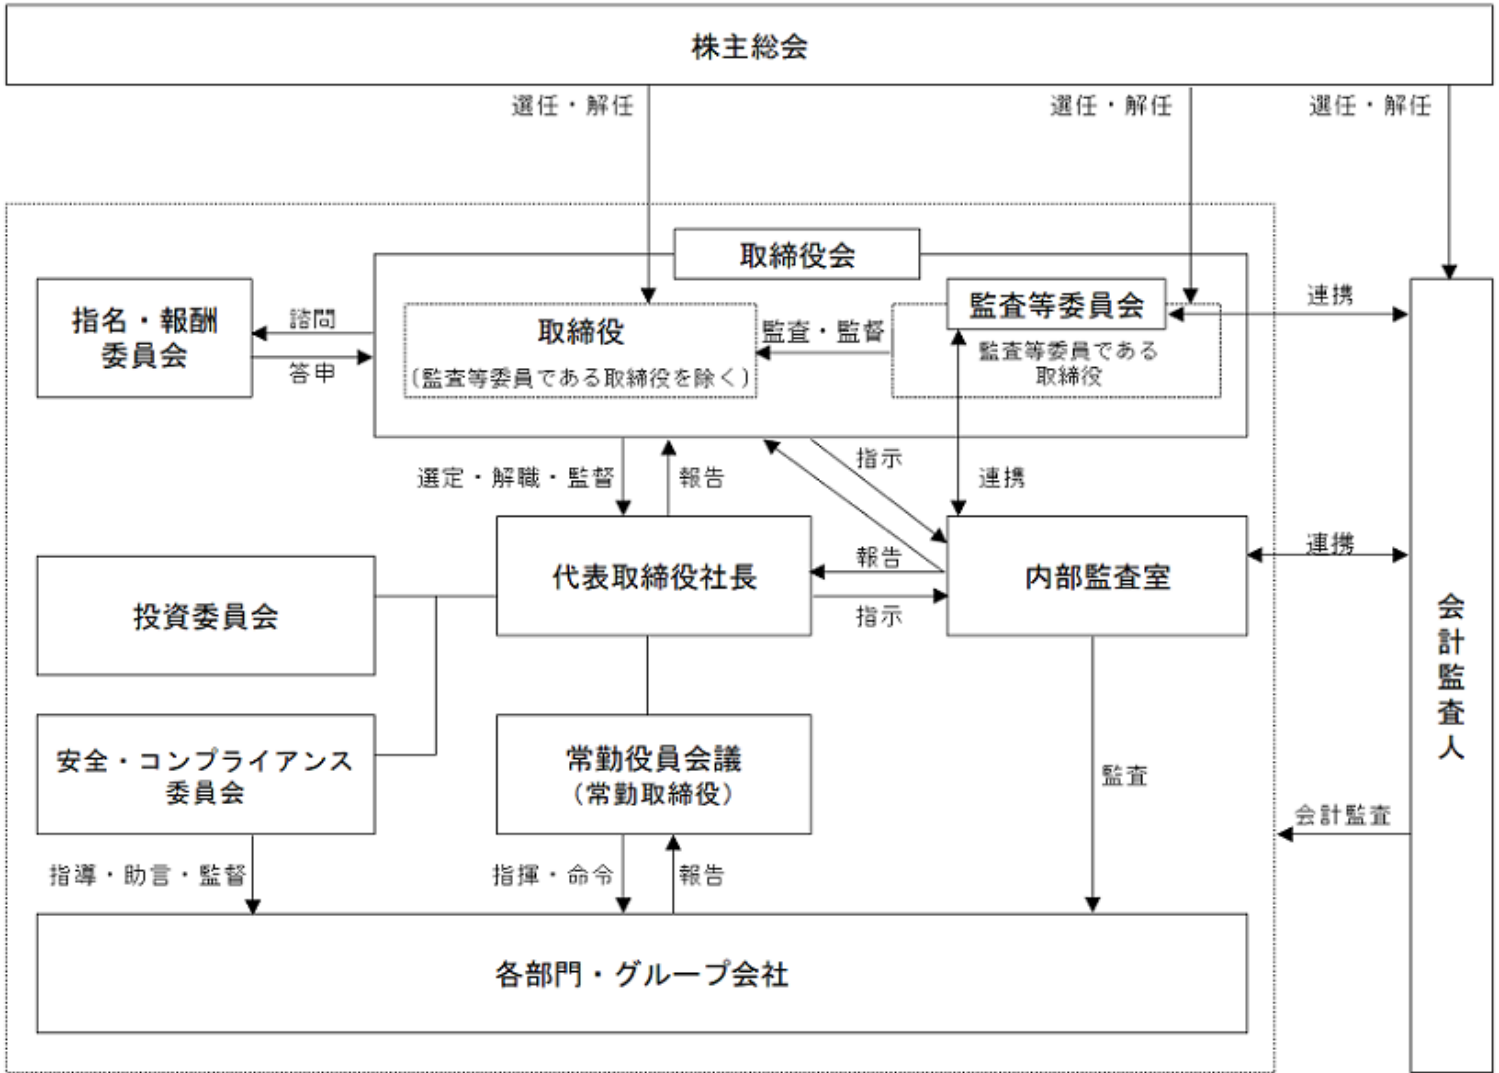 株主総会
選任・解任
選任・解任
選任・解任
取締役会
指名・報酬
委員会
諮問
答申
取締役
(監査等委員である取締役を除く)
監査・監督
監査等委員会
監査等委員である
取締役
連携
選定・解職・監督
報告
指示
連携
代表取締役社長
報告
指示
内部監査室
連携
投資委員会
会計監査人
安全・コンプライアンス
委員会
常勤役員会議
(常勤取締役)
監査
会計監査
指導・助言・監督
指揮・命令
報告
各部門・グループ会社